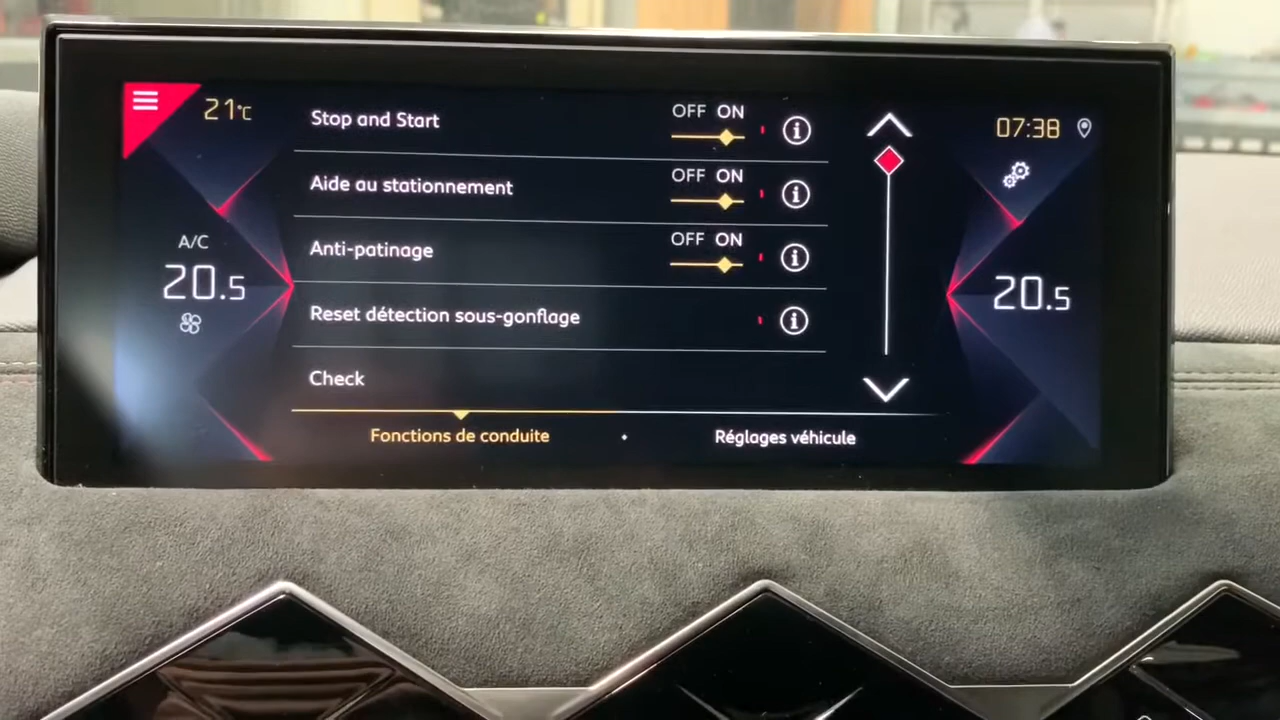 21°C
Stop and Start
OFF ON
07:38
Aide au stationnement
OFF ON
A/C
20.5
Anti-patinage
OFF ON
20.5
Reset détection sous-gonflage
Check
Fonctions de conduite
Réglages véhicule